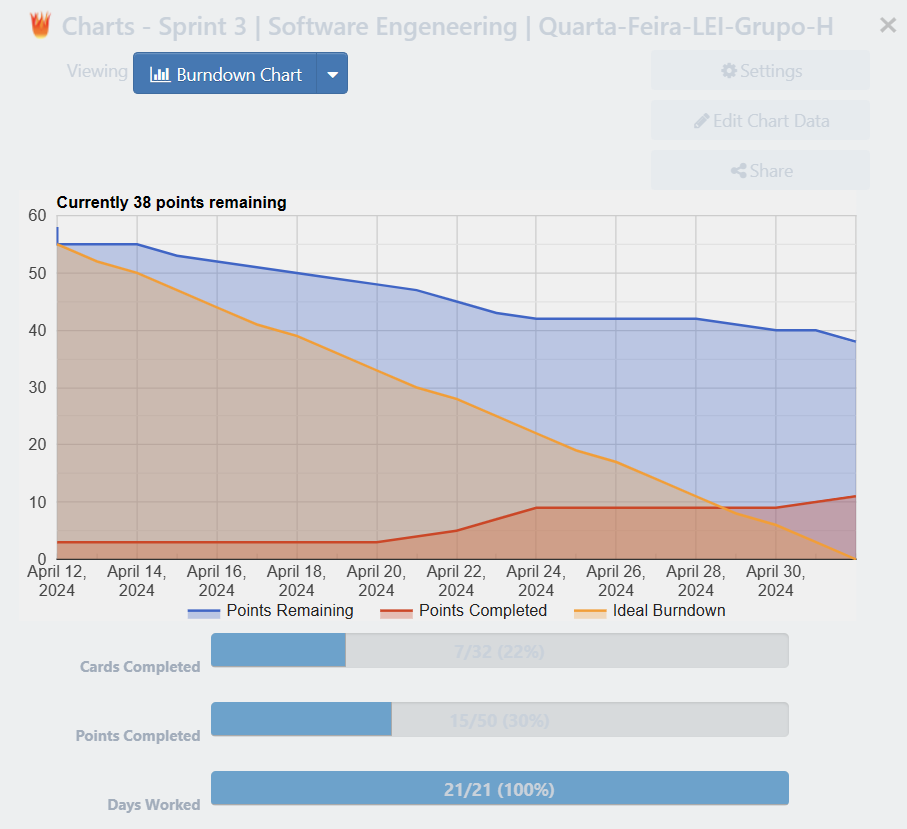 Charts - Sprint 3 | Software Engeneering | Quarta-Feira-LEI-Grupo-H
×
Viewing
Burndown Chart
Settings
Edit Chart Data
Share
Currently 38 points remaining
60
50
40
30
20
10
0
April 12, 2024
April 14, 2024
April 16, 2024
April 18, 2024
April 20, 2024
April 22, 2024
April 24, 2024
April 26, 2024
April 28, 2024
April 30, 2024
Points Remaining
Points Completed
Ideal Burndown
Cards Completed
7/32 (22%)
Points Completed
15/50 (30%)
Days Worked
21/21 (100%)